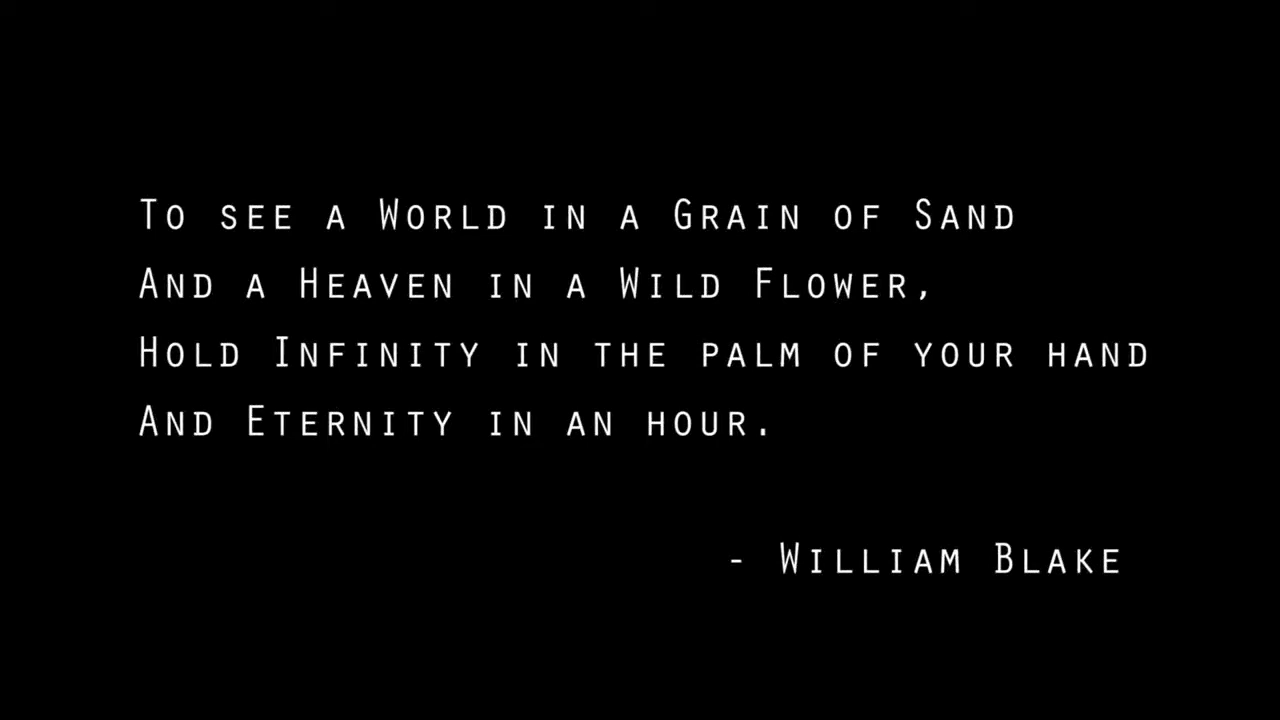 To see a World in a Grain of Sand
And a Heaven in a Wild Flower,
Hold Infinity in the palm of your hand
And Eternity in an hour.
- William Blake